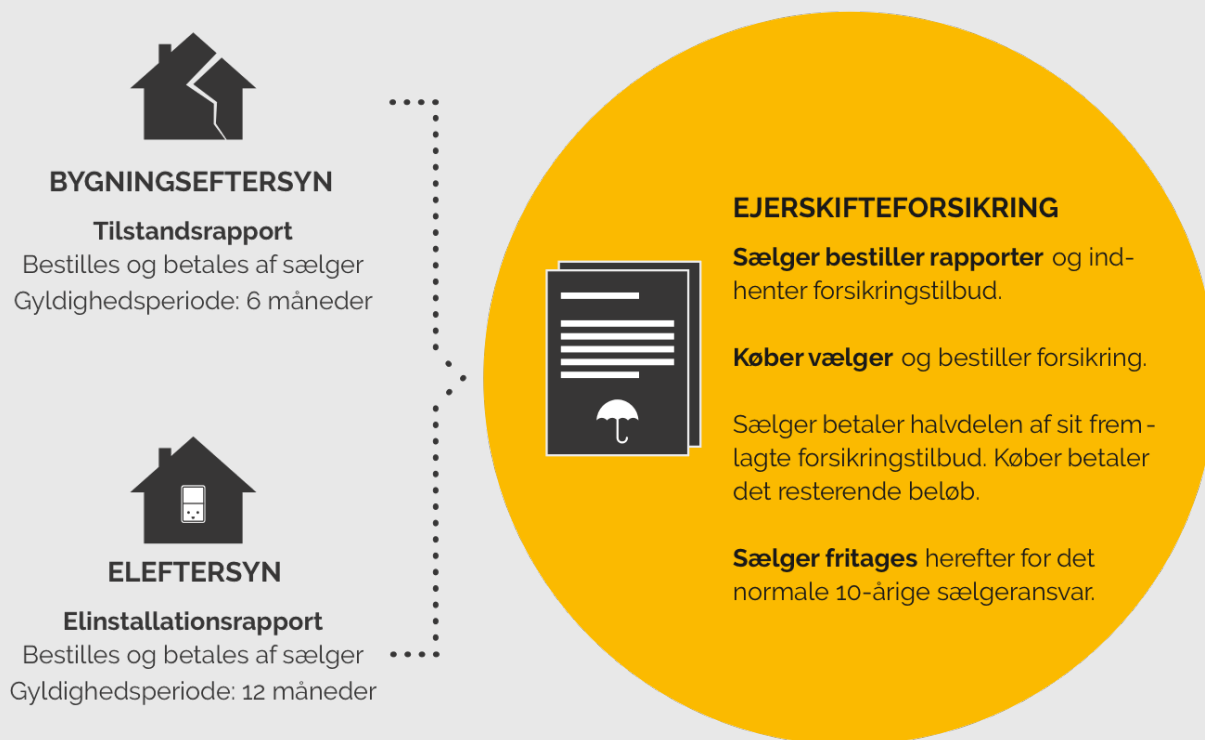 BYGNINGSEFTERSYN
Tilstandsrapport
Bestilles og betales af sælger
Gyldighedsperiode: 6 måneder
ELEFTERSYN
Elinstallationsrapport
Bestilles og betales af sælger
Gyldighedsperiode: 12 måneder
EJERSKIFTEFORSIKRING
Sælger bestiller rapporter og ind-
henter forsikringstilbud.
Køber vælger og bestiller forsikring.
Sælger betaler halvdelen af sit frem-
lagte forsikringstilbud. Køber betaler
det resterende beløb.
Sælger fritages herefter for det
normale 10-årige sælgeransvar.